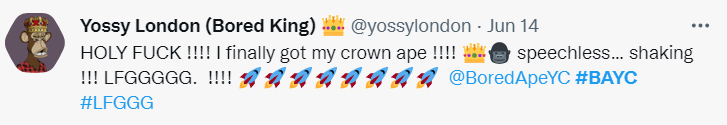 Yossy London (Bored King) 👑 @yossylondon · Jun 14 ···
HOLY FUCK !!!! I finally got my crown ape !!!! 👑🦍 speechless... shaking
!!! LFGGGGG. !!!! 🚀🚀🚀🚀🚀🚀🚀🚀 @BoredApeYC #BAYC
#LFGGG